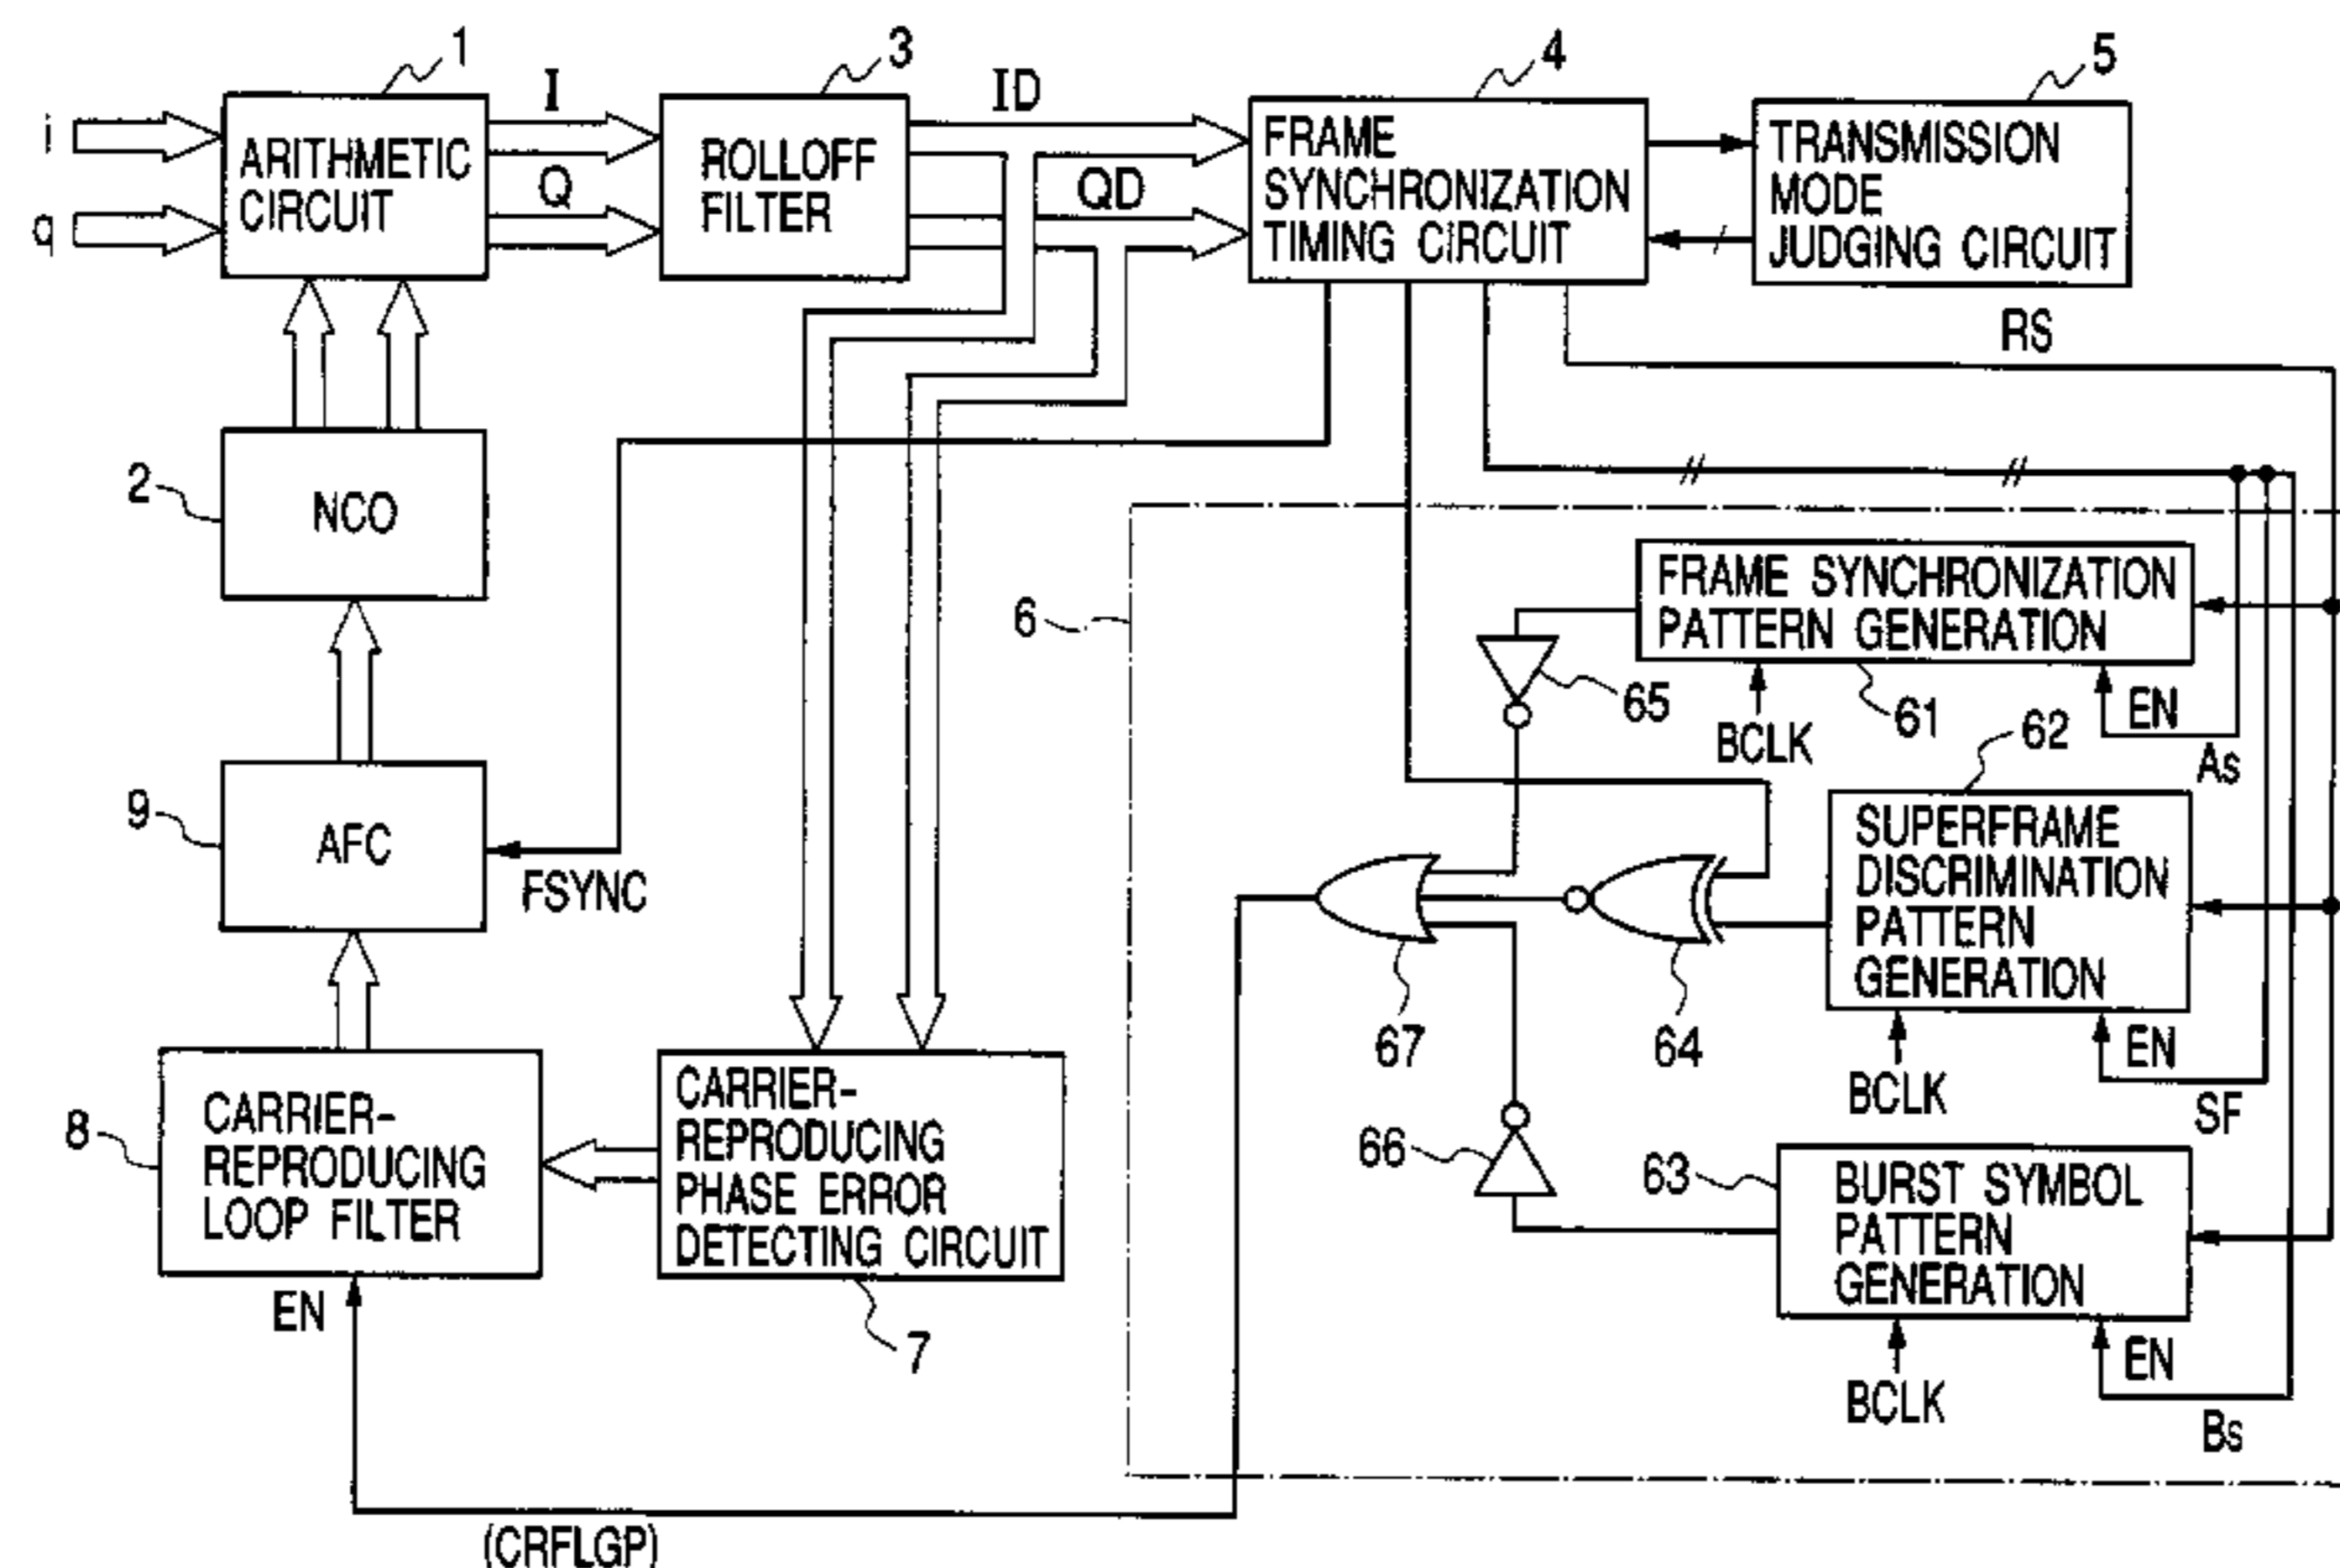 1
3
4
5
i
q
ARITHMETIC
CIRCUIT
I
Q
ROLLOFF
FILTER
ID
QD
FRAME
SYNCHRONIZATION
TIMING CIRCUIT
TRANSMISSION
MODE
JUDGING CIRCUIT
RS
2
NCO
6
FRAME SYNCHRONIZATION
PATTERN GENERATION
65
BCLK
61
EN
As
62
9
AFC
FSYNC
SUPERFRAME
DISCRIMINATION
PATTERN
GENERATION
67
64
BCLK
EN
SF
8
CARRIER-
REPRODUCING
LOOP FILTER
CARRIER-
REPRODUCING
PHASE ERROR
DETECTING CIRCUIT
66
63
BURST SYMBOL
PATTERN
GENERATION
EN
7
BCLK
EN
Bs
(CRFLGP)